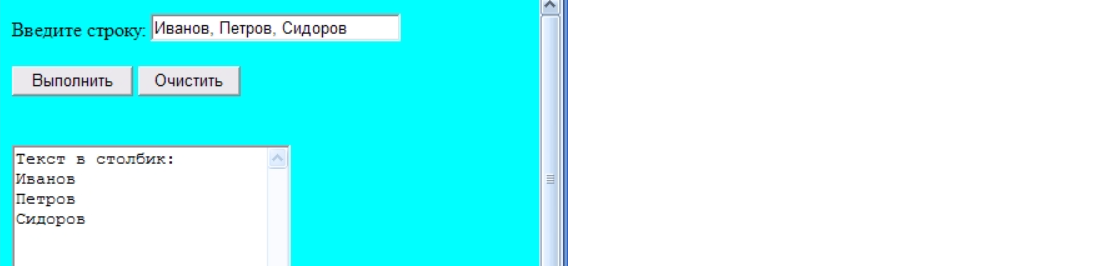 Введите строку: Иванов, Петров, Сидоров
Выполнить Очистить
Текст в столбик:
Иванов
Петров
Сидоров